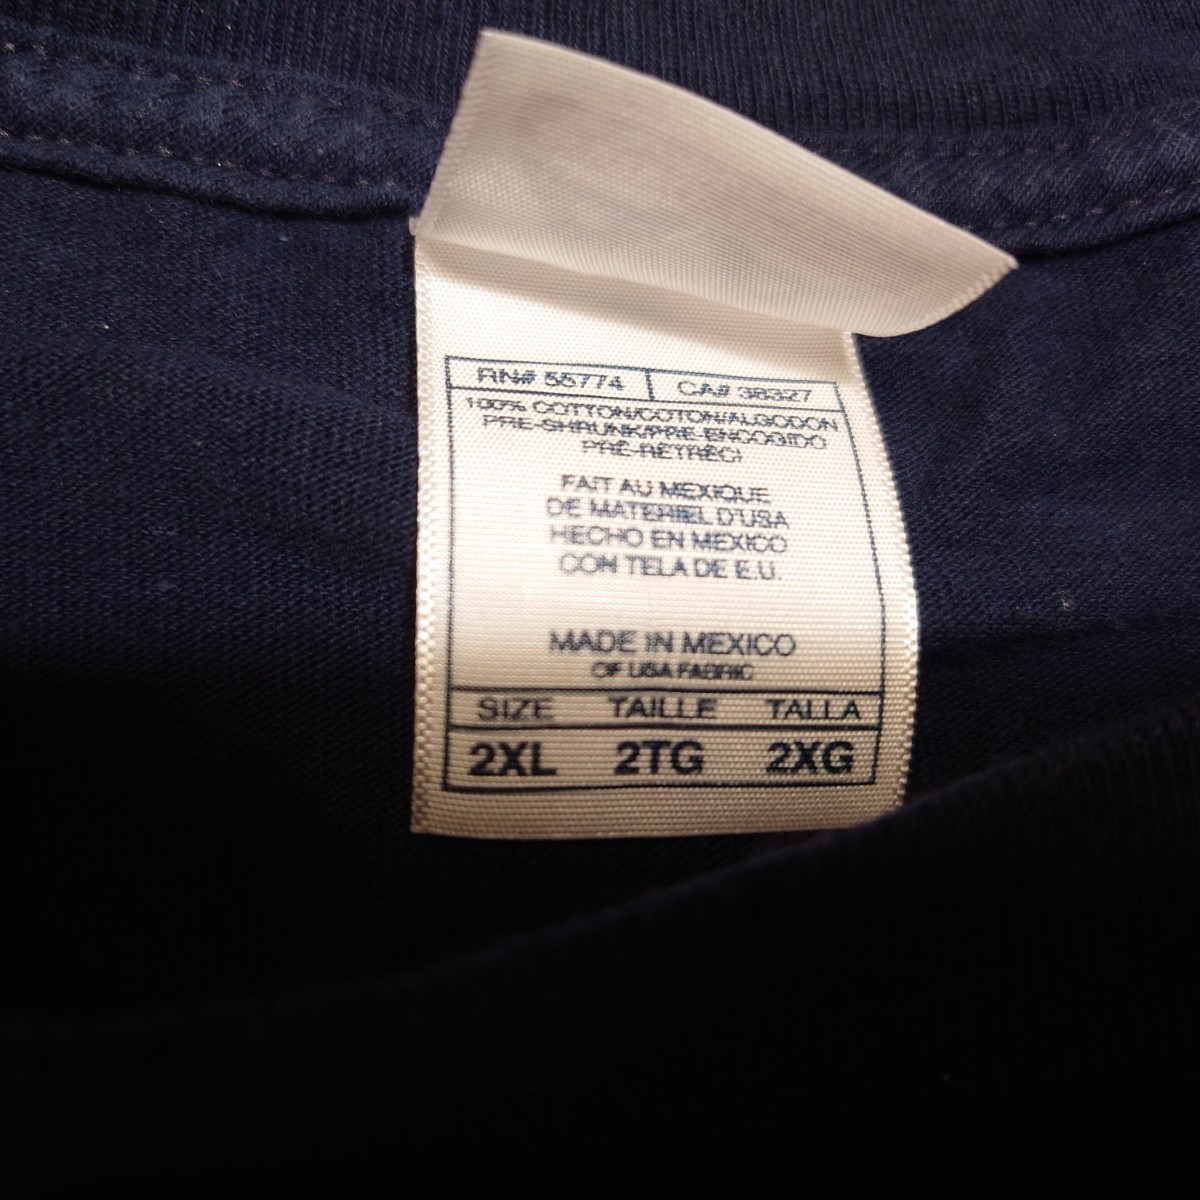 RN# 55774 CA# 38327
100% COTTON/COTON/ALGODON
PRE-SHRUNK/PRE-ENCOGIDO
PRÉ-RÉTRÉCI
FAIT AU MEXIQUE
DE MATERIEL D'USA
HECHO EN MEXICO
CON TELA DE E.U.
MADE IN MEXICO
OF USA FABRIC
SIZE TAILLE TALLA
2XL 2TG 2XG